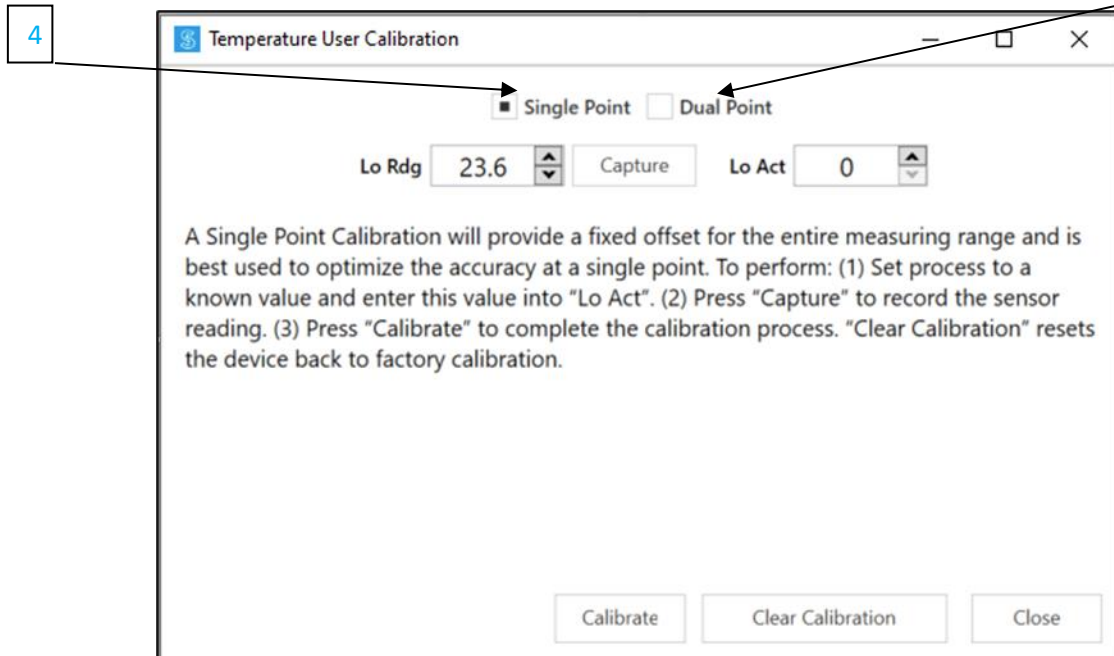 4
Temperature User Calibration
Single Point Dual Point
Lo Rdg 23.6 Capture Lo Act 0
A Single Point Calibration will provide a fixed offset for the entire measuring range and is
best used to optimize the accuracy at a single point. To perform: (1) Set process to a
known value and enter this value into “Lo Act”. (2) Press “Capture” to record the sensor
reading. (3) Press “Calibrate” to complete the calibration process. “Clear Calibration” resets
the device back to factory calibration.
Calibrate Clear Calibration Close